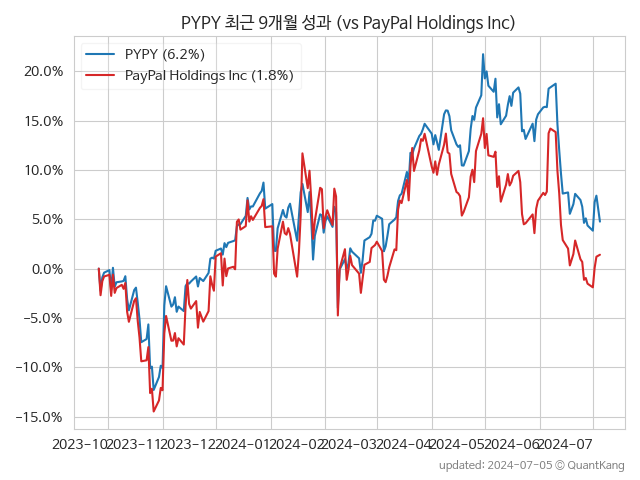 PYPY 최근 9개월 성과 (vs PayPal Holdings Inc)
PYPY (6.2%)
PayPal Holdings Inc (1.8%)
20.0%
15.0%
10.0%
5.0%
0.0%
−5.0%
−10.0%
−15.0%
2023-10 2023-11 2023-12 2024-01 2024-02 2024-03 2024-04 2024-05 2024-06 2024-07
updated: 2024-07-05 © QuantKang